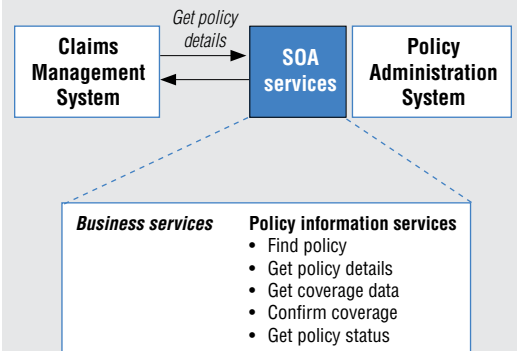 Get policy
details
Claims
Management
System
SOA
services
Policy
Administration
System
Business services
Policy information services
• Find policy
• Get policy details
• Get coverage data
• Confirm coverage
• Get policy status